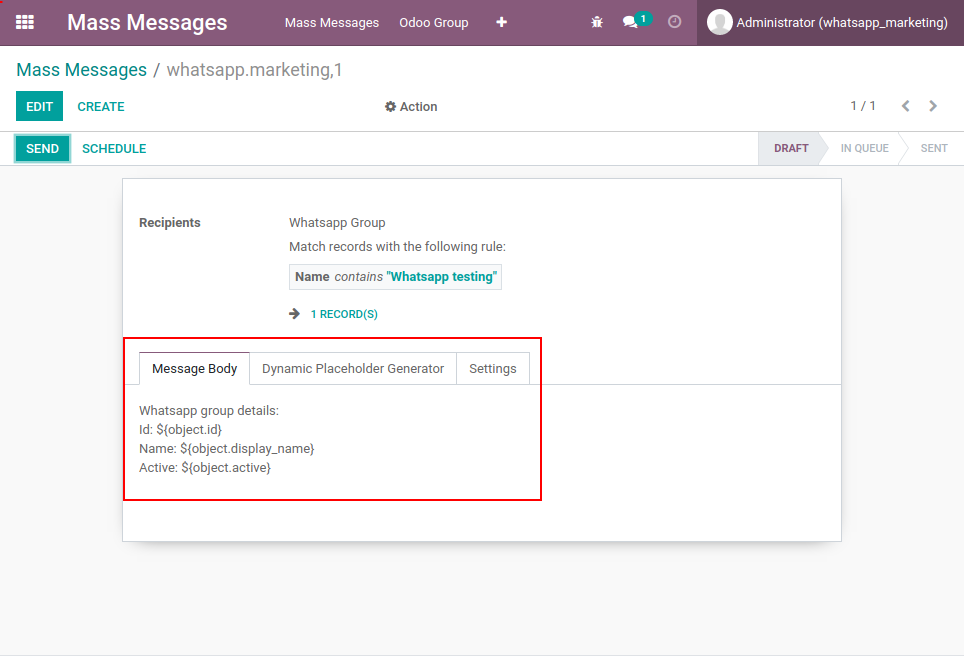 Mass Messages Mass Messages Odoo Group 1 Administrator (whatsapp_marketing)
Mass Messages / whatsapp.marketing,1
EDIT CREATE Action 1 / 1
SEND SCHEDULE DRAFT IN QUEUE SENT
Recipients Whatsapp Group
Match records with the following rule:
Name contains "Whatsapp testing"
1 RECORD(S)
Message Body Dynamic Placeholder Generator Settings
Whatsapp group details:
Id: ${object.id}
Name: ${object.display_name}
Active: ${object.active}